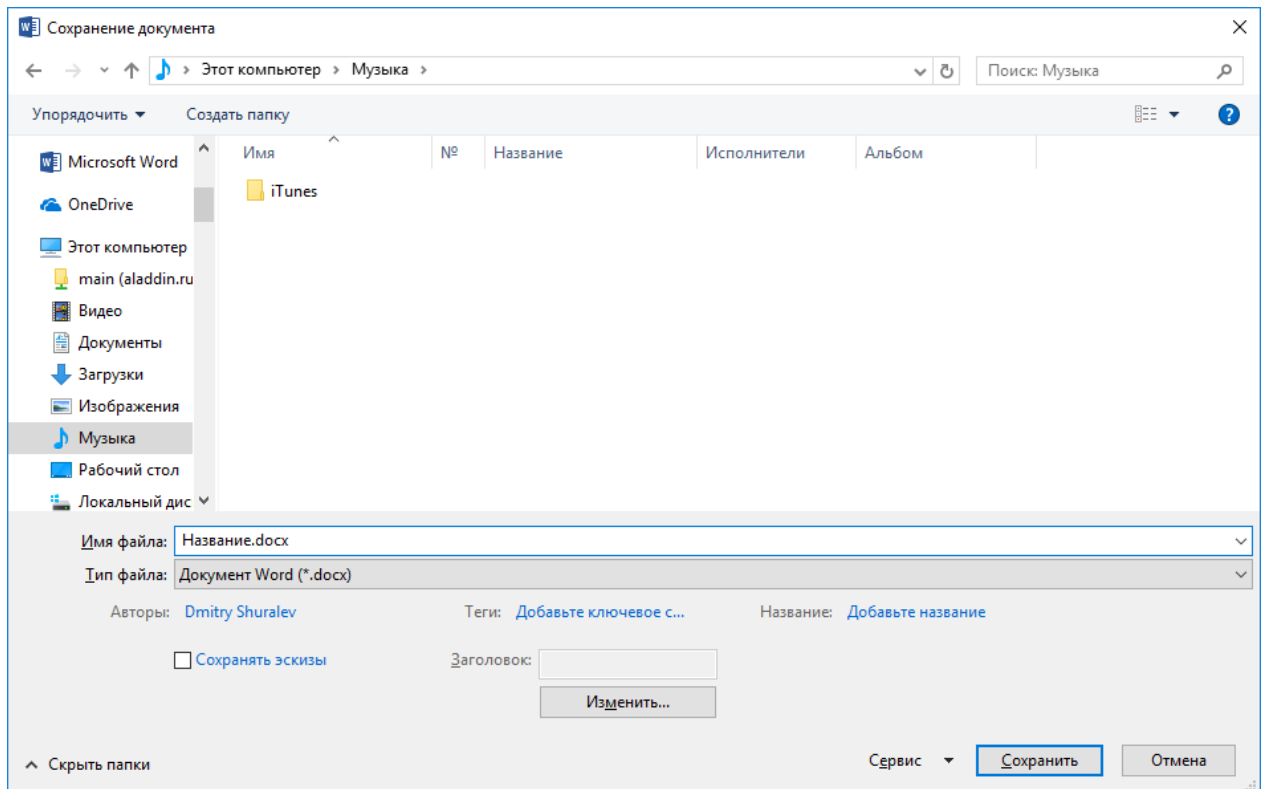 Сохранение документа
Этот компьютер > Музыка >
Поиск: Музыка
Упорядочить Создать папку
Microsoft Word
OneDrive
Этот компьютер
main (aladdin.ru
Видео
Документы
Загрузки
Изображения
Музыка
Рабочий стол
Локальный дис
Имя № Название Исполнители Альбом
iTunes
Имя файла: Название.docx
Тип файла: Документ Word (*.docx)
Авторы: Dmitry Shuralev Теги: Добавьте ключевое с... Название: Добавьте название
Сохранять эскизы Заголовок:
Изменить...
Скрыть папки Сервис Сохранить Отмена